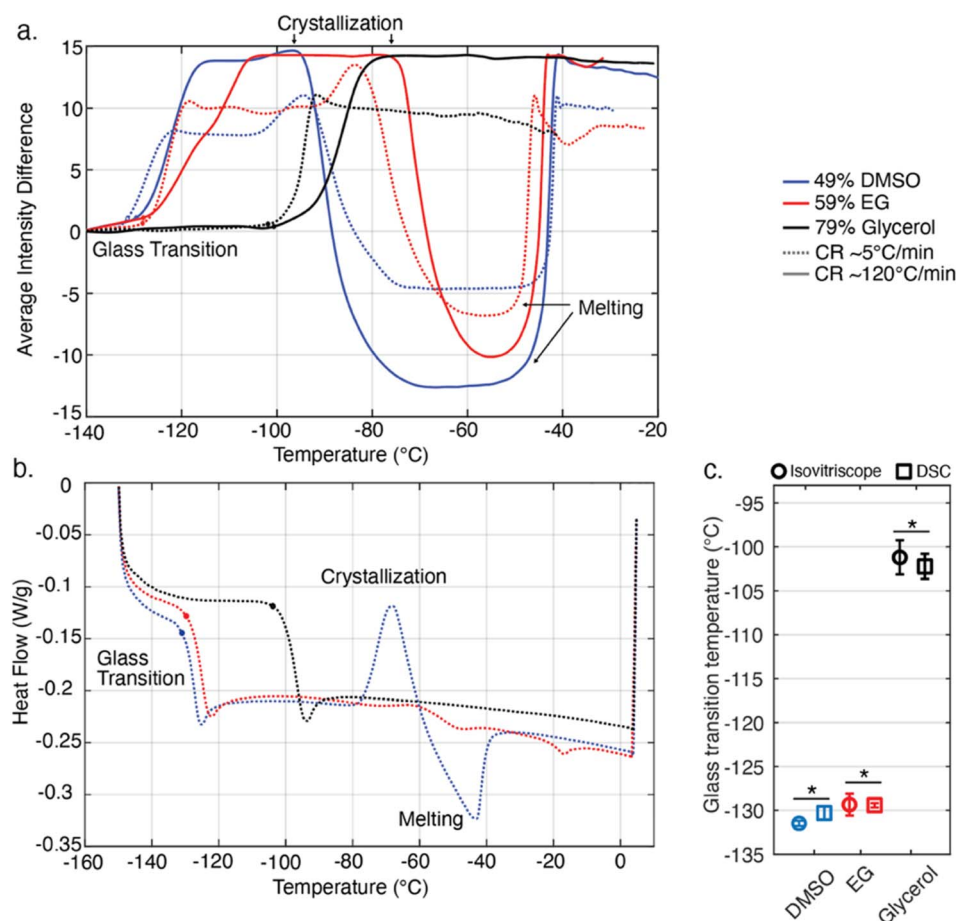 a.
Crystallization
15
10
5
0
-5
-10
-15
Average Intensity Difference
Glass Transition
Melting
-140 -120 -100 -80 -60 -40 -20
Temperature (°C)
49% DMSO
59% EG
79% Glycerol
CR ~5°C/min
CR ~120°C/min
b.
0
-0.05
-0.1
-0.15
-0.2
-0.25
-0.3
-0.35
Heat Flow (W/g)
Crystallization
Glass
Transition
Melting
-160 -140 -120 -100 -80 -60 -40 -20 0
Temperature (°C)
c.
Isovitriscope DSC
-95
-100
-105
-110
-115
-120
-125
-130
-135
Glass transition temperature (°C)
*
*
*
DMSO
EG
Glycerol